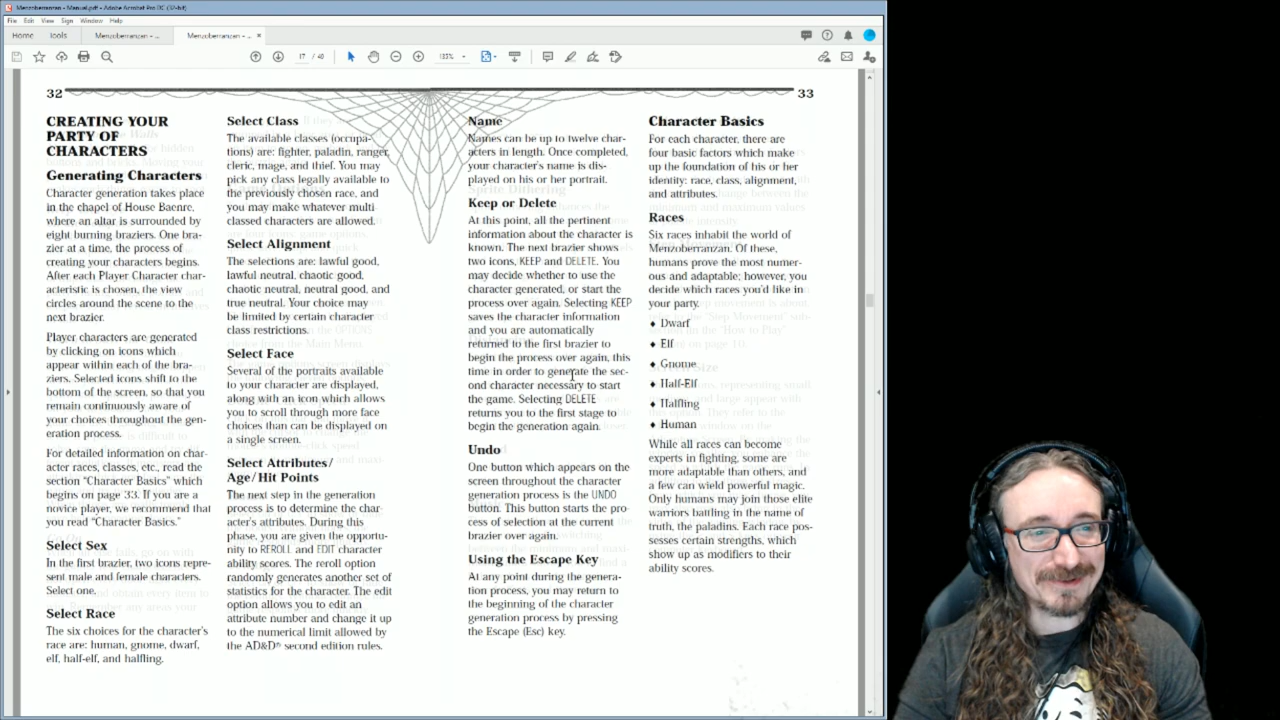 Menzoberranzan - Manual.pdf - Adobe Acrobat Pro DC (32-bit)
File Edit View Sign Window Help
Home Tools Menzoberranzan - ... Menzoberranzan - ... ×
17 / 40 135%
32
33
CREATING YOUR
PARTY OF
CHARACTERS
Generating Characters
Character generation takes place
in the chapel of House Baenre,
where an altar is surrounded by
eight burning braziers. One bra-
zier at a time, the process of
creating your characters begins.
After each Player Character char-
acteristic is chosen, the view
circles around the scene to the
next brazier.
Player characters are generated
by clicking on icons which
appear within each of the bra-
ziers. Selected icons shift to the
bottom of the screen, so that you
remain continuously aware of
your choices throughout the gen-
eration process.
For detailed information on char-
acter races, classes, etc., read the
section "Character Basics" which
begins on page 33. If you are a
novice player, we recommend that
you read "Character Basics."
Select Sex
In the first brazier, two icons repre-
sent male and female characters.
Select one.
Select Race
The six choices for the character's
race are: human, gnome, dwarf,
elf, half-elf, and halfling.
Select Class
The available classes (occupa-
tions) are: fighter, paladin, ranger,
cleric, mage, and thief. You may
pick any class legally available to
the previously chosen race, and
you may make whatever multi-
classed characters are allowed.
Select Alignment
The selections are: lawful good,
lawful neutral, chaotic good,
chaotic neutral, neutral good, and
true neutral. Your choice may
be limited by certain character
class restrictions.
Select Face
Several of the portraits available
to your character are displayed,
along with an icon which allows
you to scroll through more face
choices than can be displayed on
a single screen.
Select Attributes/
Age/Hit Points
The next step in the generation
process is to determine the char-
acter's attributes. During this
phase, you are given the opportu-
nity to REROLL and EDIT character
ability scores. The reroll option
randomly generates another set of
statistics for the character. The edit
option allows you to edit an
attribute number and change it up
to the numerical limit allowed by
the AD&D® second edition rules.
Name
Names can be up to twelve char-
acters in length. Once completed,
your character's name is dis-
played on his or her portrait.
Keep or Delete
At this point, all the pertinent
information about the character is
known. The next brazier shows
two icons, KEEP and DELETE. You
may decide whether to use the
character generated, or start the
process over again. Selecting KEEP
saves the character information
and you are automatically
returned to the first brazier to
begin the process over again, this
time in order to generate the sec-
ond character necessary to start
the game. Selecting DELETE
returns you to the first stage to
begin the generation again.
Undo
One button which appears on the
screen throughout the character
generation process is the UNDO
button. This button starts the pro-
cess of selection at the current
brazier over again.
Using the Escape Key
At any point during the genera-
tion process, you may return to
the beginning of the character
generation process by pressing
the Escape (Esc) key.
Character Basics
For each character, there are
four basic factors which make
up the foundation of his or her
identity: race, class, alignment,
and attributes.
Races
Six races inhabit the world of
Menzoberranzan. Of these,
humans prove the most numer-
ous and adaptable; however, you
decide which races you'd like in
your party.
♦ Dwarf
♦ Elf
♦ Gnome
♦ Half-Elf
♦ Halfling
♦ Human
While all races can become
experts in fighting, some are
more adaptable than others, and
a few can wield powerful magic.
Only humans may join those elite
warriors battling in the name of
truth, the paladins. Each race pos-
sesses certain strengths, which
show up as modifiers to their
ability scores.